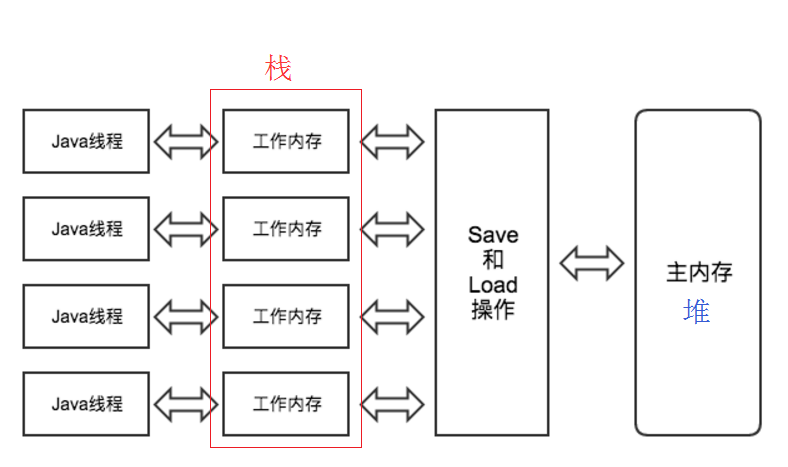 栈
Java线程
工作内存
Java线程
工作内存
Java线程
工作内存
Java线程
工作内存
Save
和
Load
操作
主内存
堆